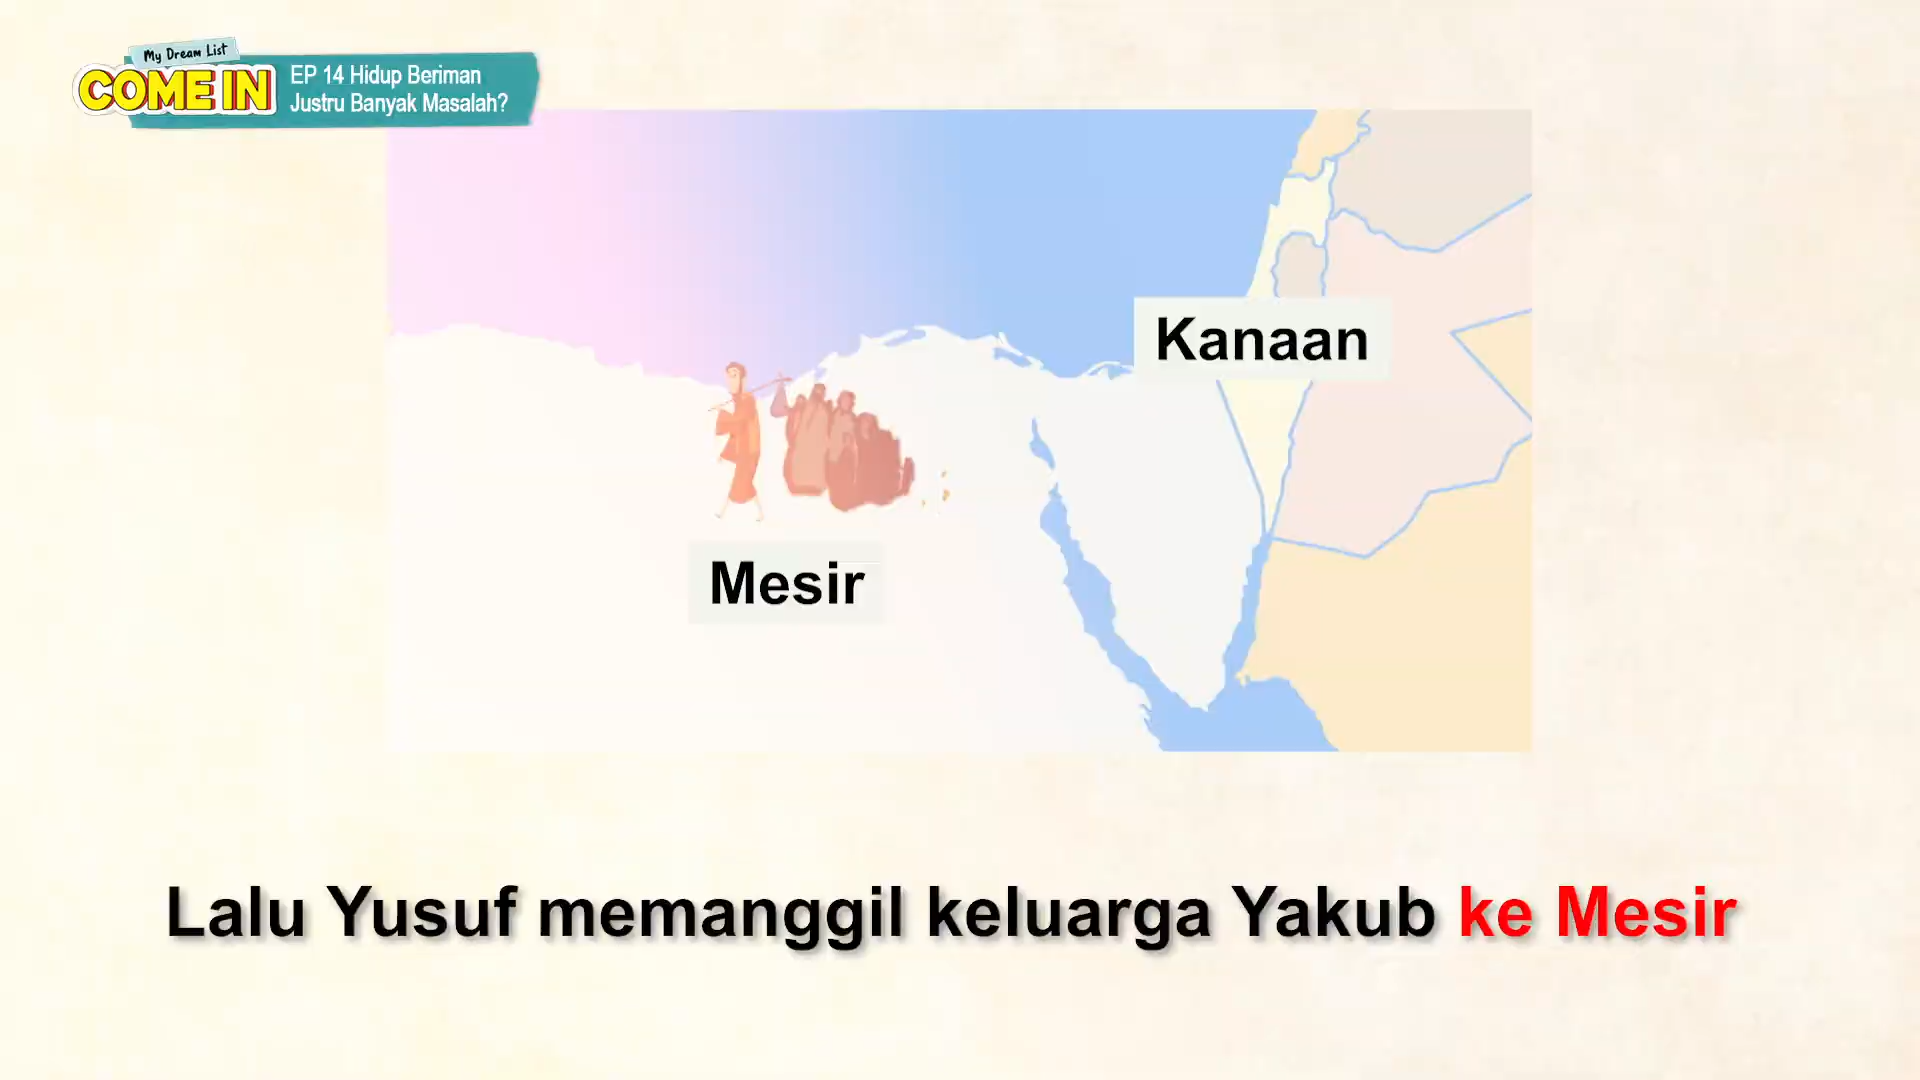 My Dream List
COME IN
EP 14 Hidup Beriman
Justru Banyak Masalah?
Kanaan
Mesir
Lalu Yusuf memanggil keluarga Yakub ke Mesir